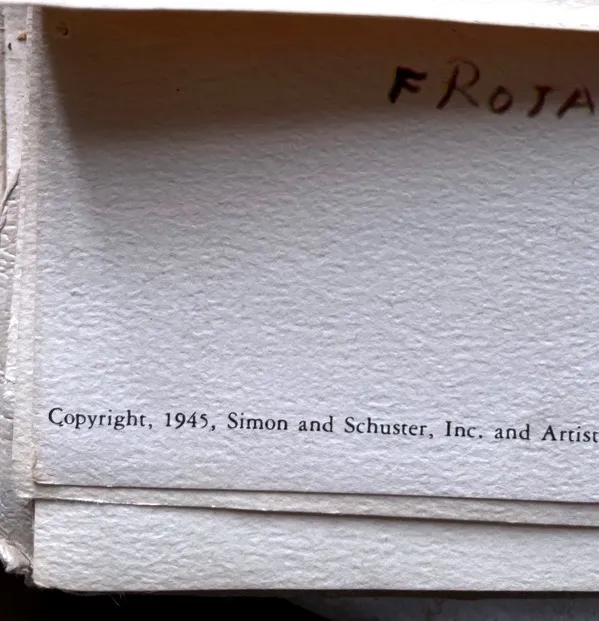 FROJA
Copyright, 1945, Simon and Schuster, Inc. and Artist